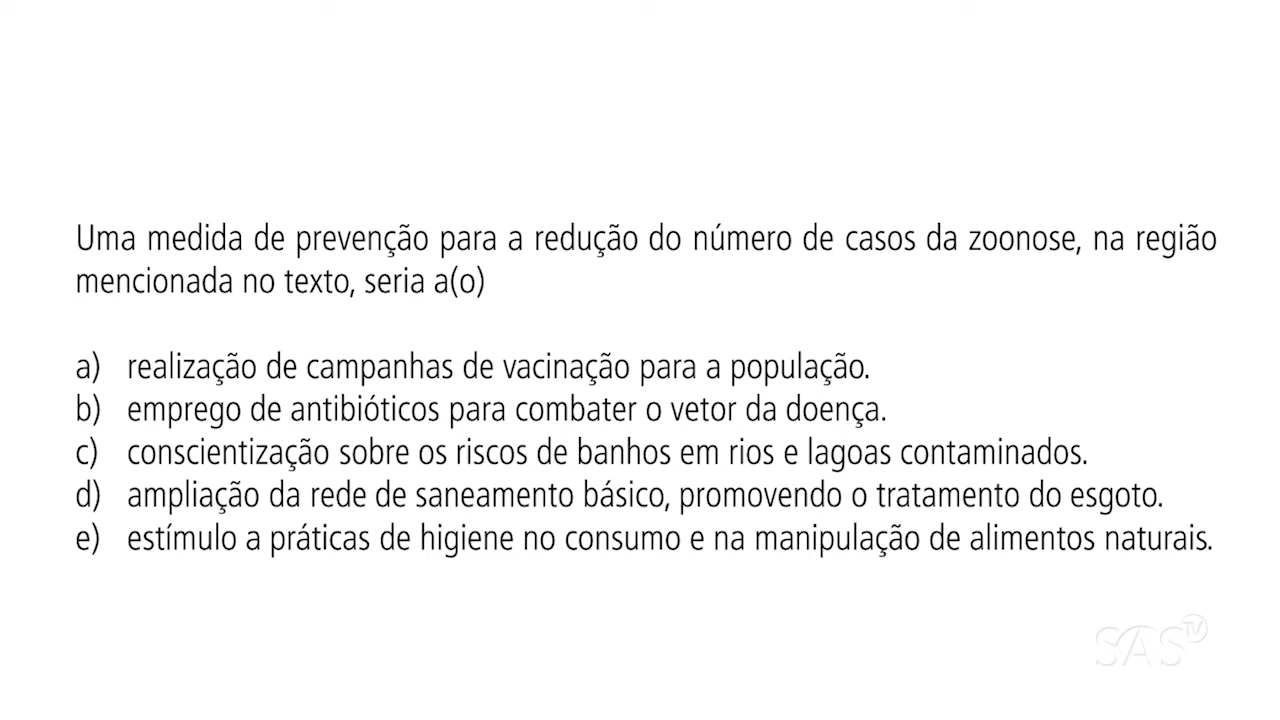 Uma medida de prevenção para a redução do número de casos da zoonose, na região
mencionada no texto, seria a(o)
a) realização de campanhas de vacinação para a população.
b) emprego de antibióticos para combater o vetor da doença.
c) conscientização sobre os riscos de banhos em rios e lagoas contaminados.
d) ampliação da rede de saneamento básico, promovendo o tratamento do esgoto.
e) estímulo a práticas de higiene no consumo e na manipulação de alimentos naturais.
SAS TV